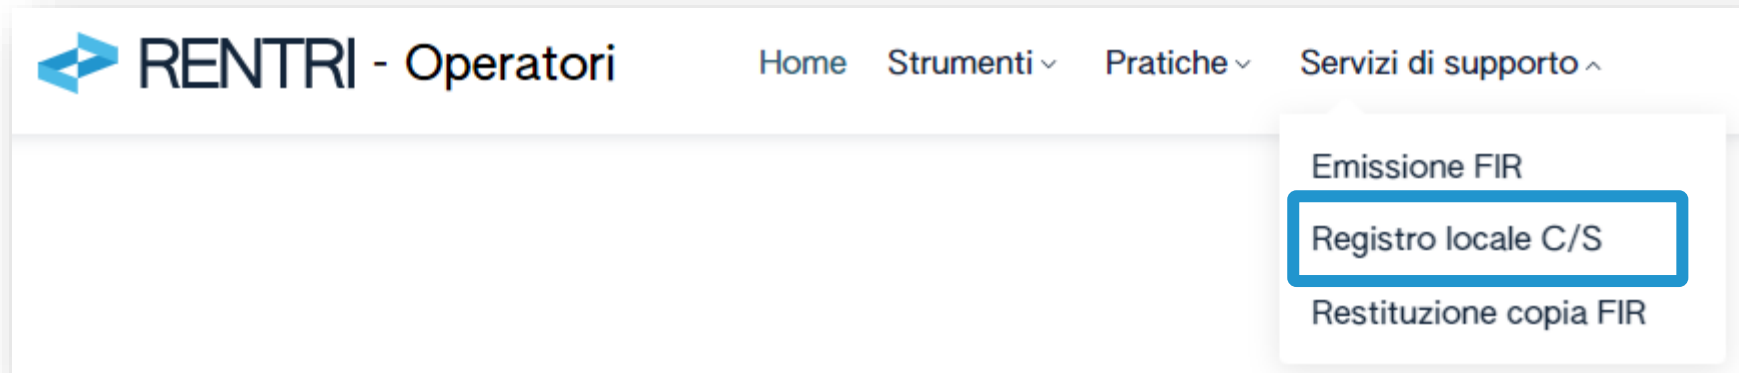 RENTRI - Operatori Home Strumenti Pratiche Servizi di supporto
Emissione FIR
Registro locale C/S
Restituzione copia FIR